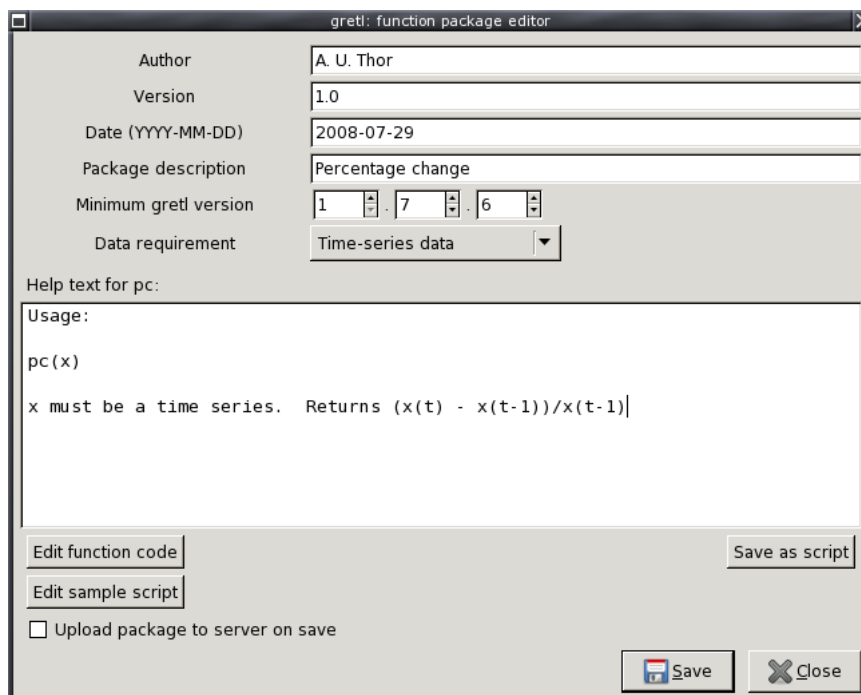 gretl: function package editor
Author A. U. Thor
Version 1.0
Date (YYYY-MM-DD) 2008-07-29
Package description Percentage change
Minimum gretl version 1 . 7 . 6
Data requirement Time-series data
Help text for pc:
Usage:
pc(x)
x must be a time series.  Returns (x(t) - x(t-1))/x(t-1)
Edit function code Save as script
Edit sample script
Upload package to server on save
Save Close